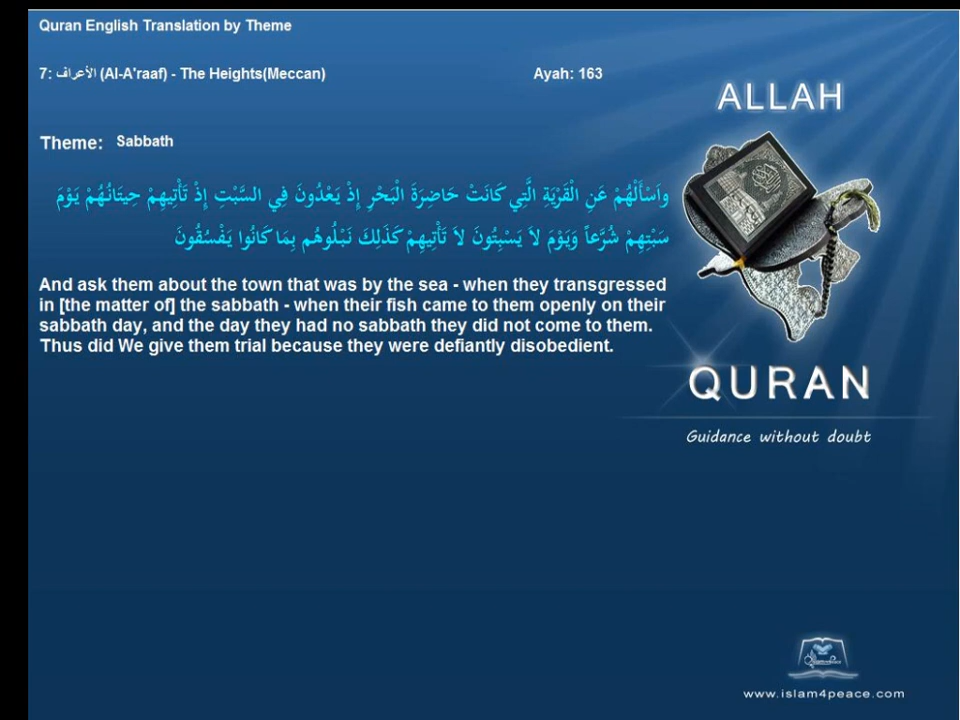 Quran English Translation by Theme
7: الأعراف (Al-A'raaf) - The Heights(Meccan) Ayah: 163
Theme: Sabbath
واَسْأَلْهُمْ عَنِ الْقَرْيَةِ الَّتِي كَانَتْ حَاضِرَةَ الْبَحْرِ إِذْ يَعْدُونَ فِي السَّبْتِ إِذْ تَأْتِيهِمْ حِيتَانُهُمْ يَوْمَ
سَبْتِهِمْ شُرَّعاً وَيَوْمَ لاَ يَسْبِتُونَ لاَ تَأْتِيهِمْ كَذَلِكَ نَبْلُوهُم بِمَا كَانُوا يَفْسُقُونَ
And ask them about the town that was by the sea - when they transgressed
in [the matter of] the sabbath - when their fish came to them openly on their
sabbath day, and the day they had no sabbath they did not come to them.
Thus did We give them trial because they were defiantly disobedient.
ALLAH
QURAN
Guidance without doubt
www.islam4peace.com